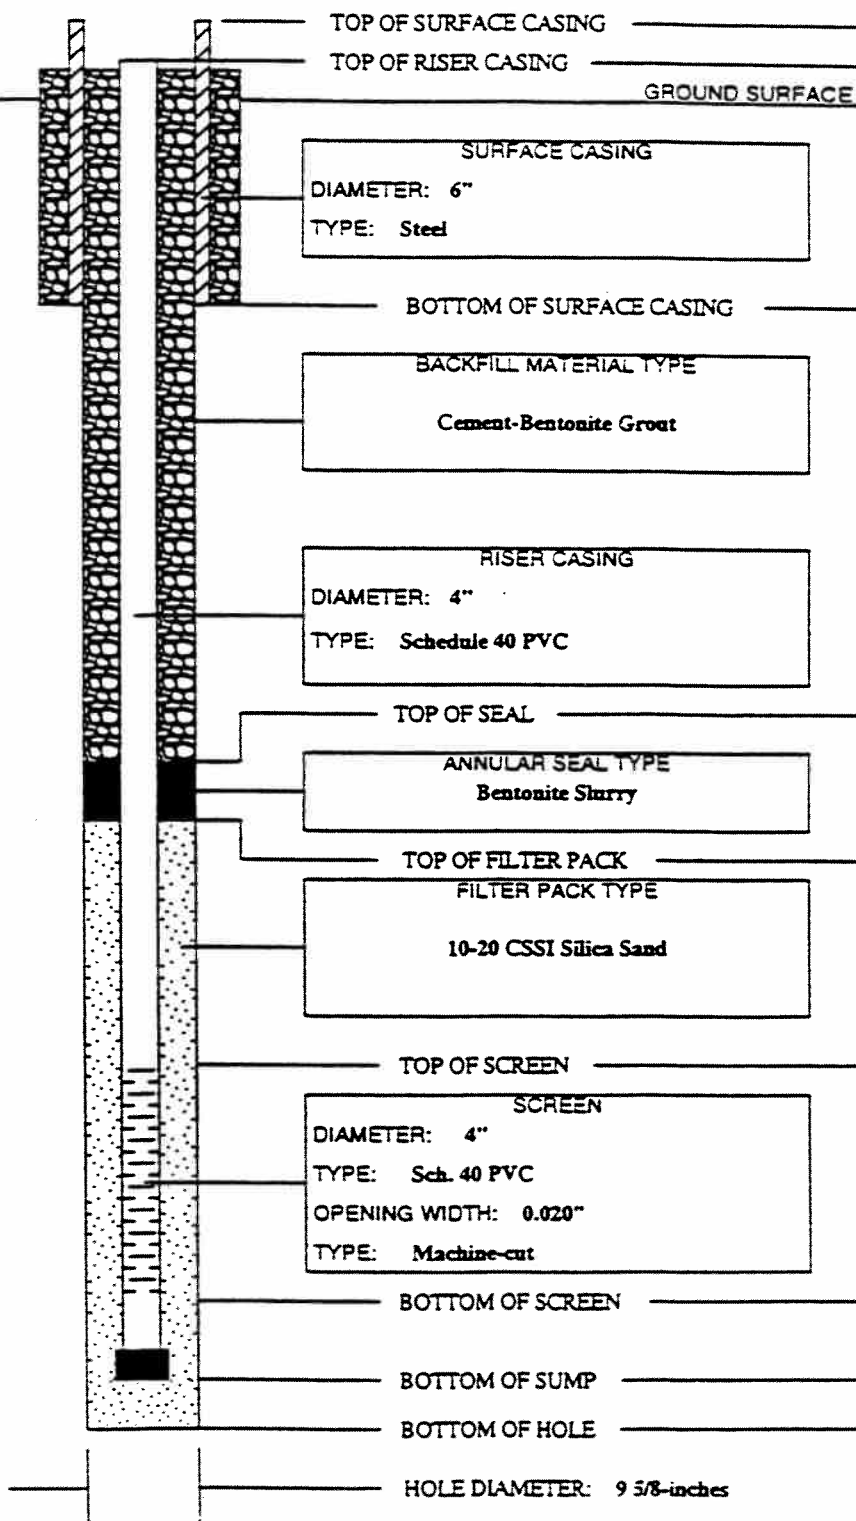 TOP OF SURFACE CASING
TOP OF RISER CASING
GROUND SURFACE
SURFACE CASING
DIAMETER: 6"
TYPE: Steel
BOTTOM OF SURFACE CASING
BACKFILL MATERIAL TYPE
Cement-Bentonite Grout
RISER CASING
DIAMETER: 4"
TYPE: Schedule 40 PVC
TOP OF SEAL
ANNULAR SEAL TYPE
Bentonite Slurry
TOP OF FILTER PACK
FILTER PACK TYPE
10-20 CSSI Silica Sand
TOP OF SCREEN
SCREEN
DIAMETER: 4"
TYPE: Sch. 40 PVC
OPENING WIDTH: 0.020"
TYPE: Machine-cut
BOTTOM OF SCREEN
BOTTOM OF SUMP
BOTTOM OF HOLE
HOLE DIAMETER: 9 5/8-inches